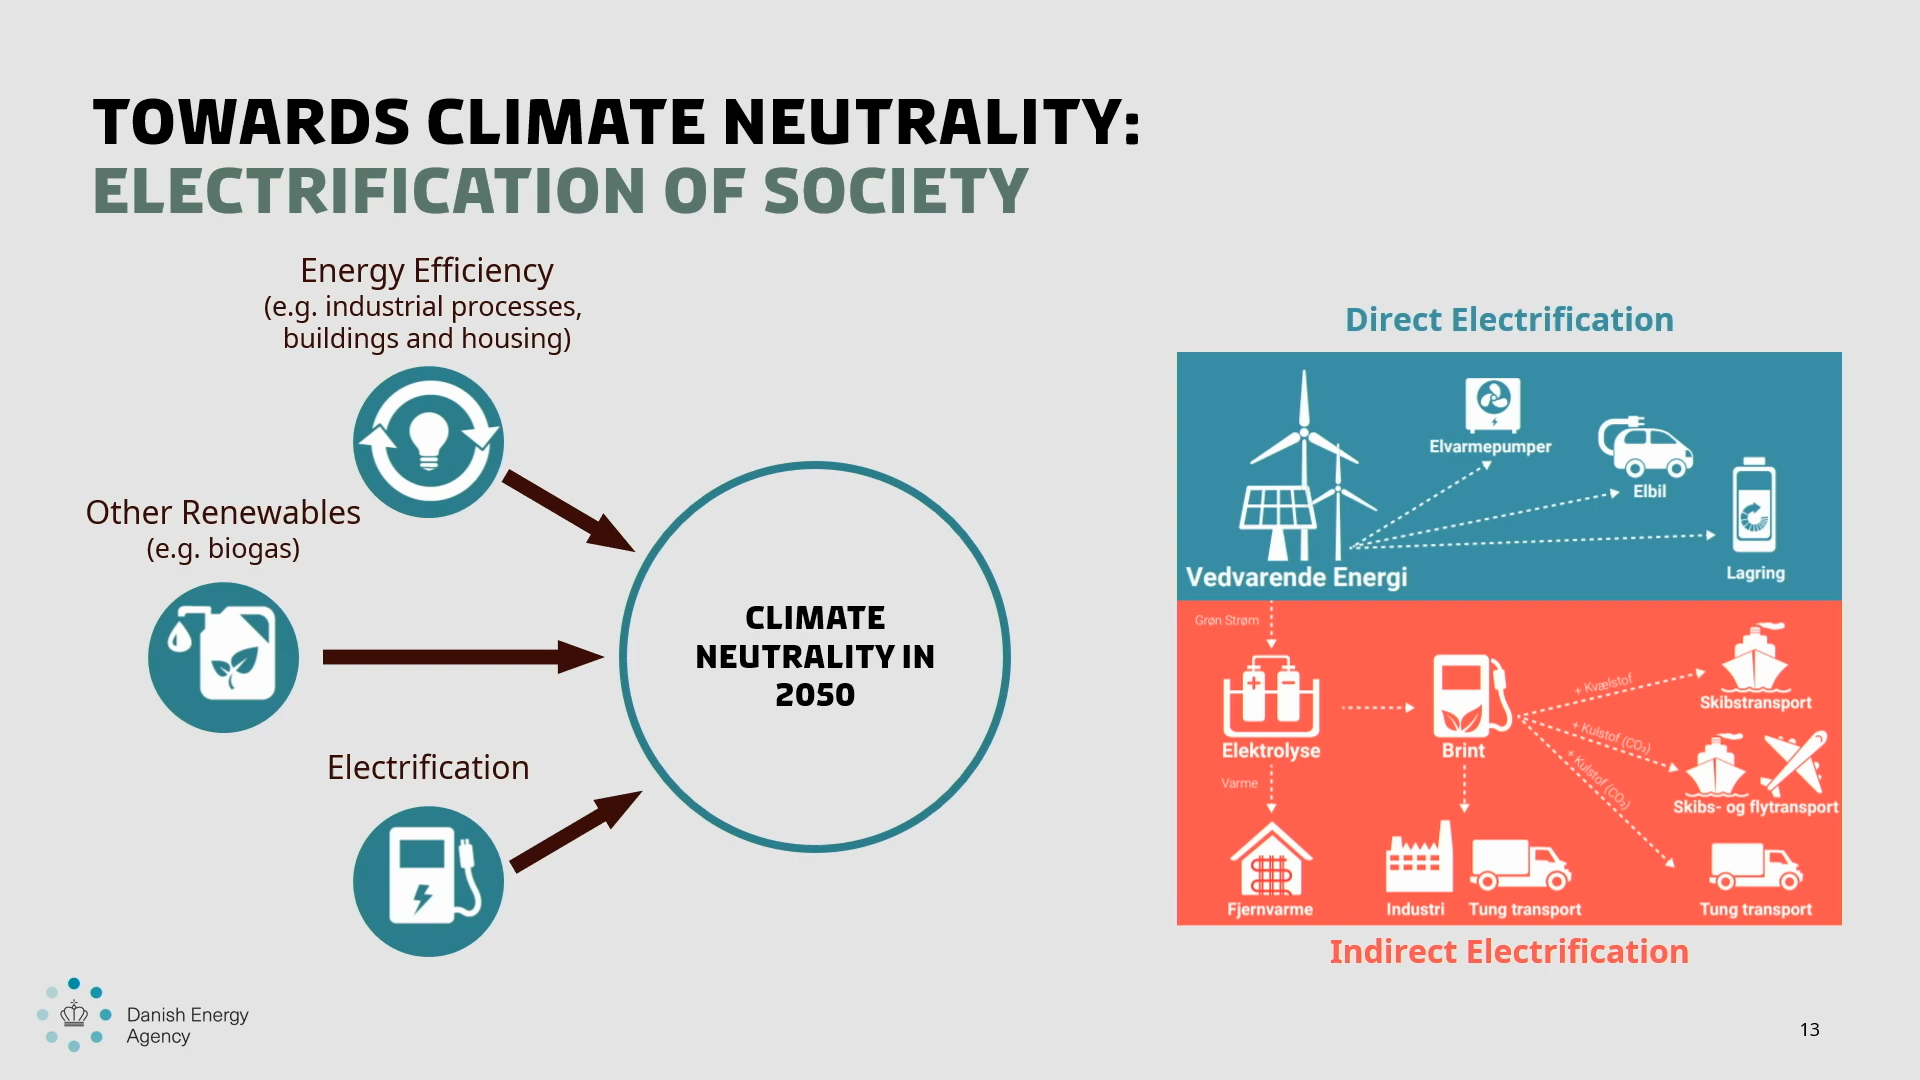 TOWARDS CLIMATE NEUTRALITY:
ELECTRIFICATION OF SOCIETY
Energy Efficiency
(e.g. industrial processes,
buildings and housing)
Other Renewables
(e.g. biogas)
Electrification
CLIMATE
NEUTRALITY IN
2050
Direct Electrification
Elvarmepumper
Elbil
Lagring
Vedvarende Energi
Grøn Strøm
Elektrolyse
Brint
+ Kvælstof
Skibstransport
+ Kulstof (CO₂)
Skibs- og flytransport
+ Kulstof (CO₂)
Varme
Fjernvarme
Industri
Tung transport
Tung transport
Indirect Electrification
Danish Energy
Agency
13